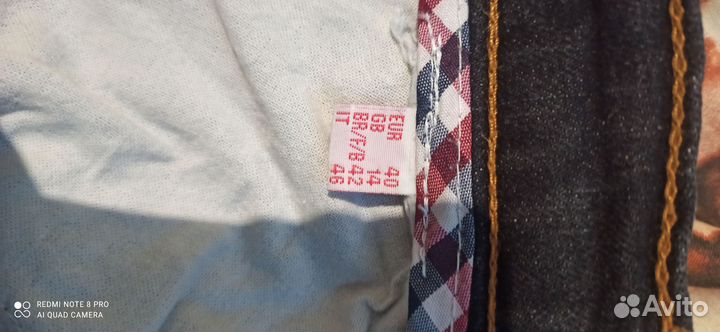 EUR 40
GB 14
BR/F/B 42
IT 46
REDMI NOTE 8 PRO
AI QUAD CAMERA
Avito